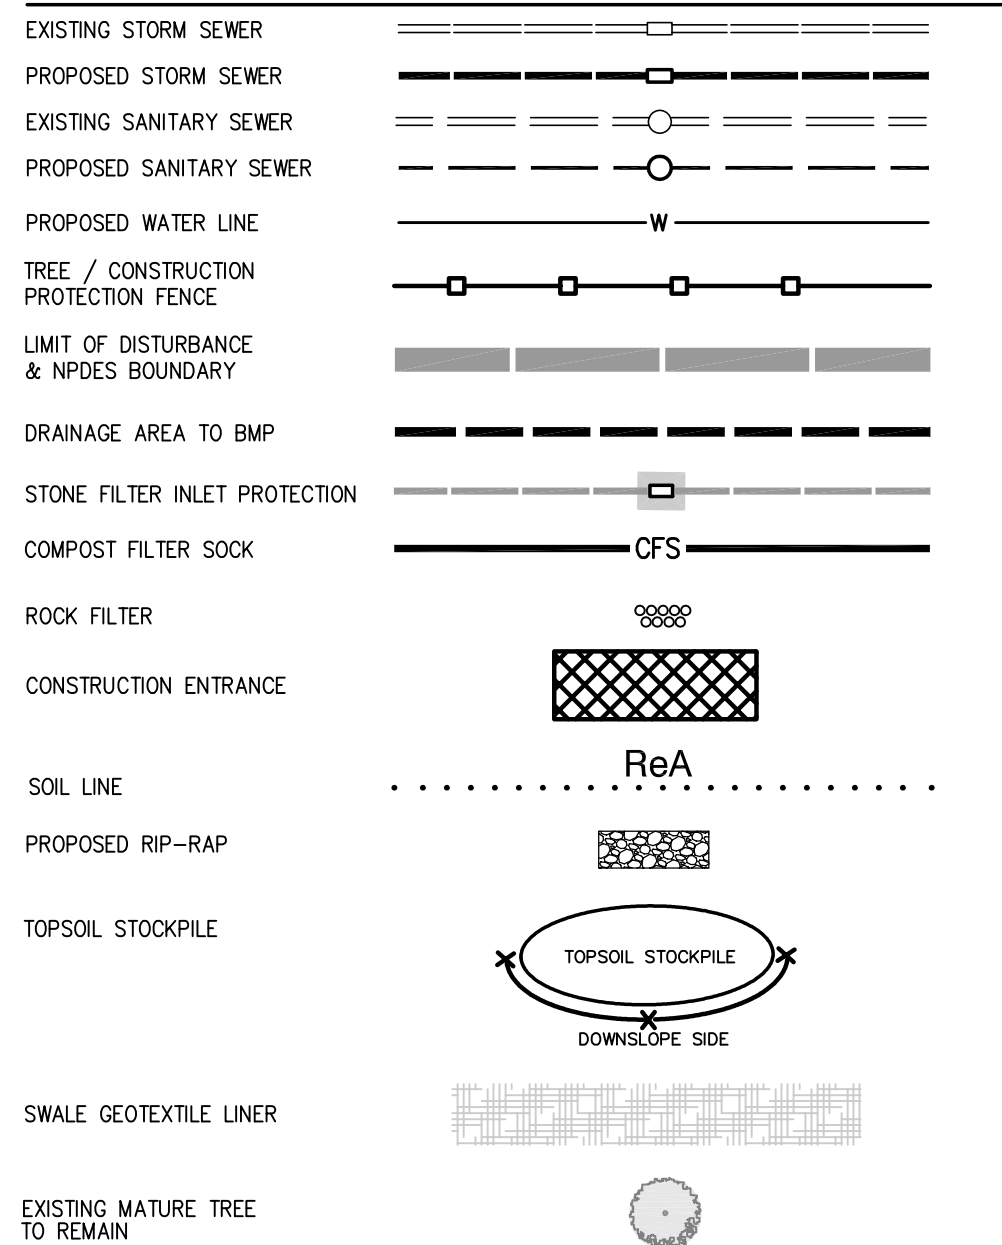 EXISTING STORM SEWER
PROPOSED STORM SEWER
EXISTING SANITARY SEWER
PROPOSED SANITARY SEWER
PROPOSED WATER LINE
W
TREE / CONSTRUCTION
PROTECTION FENCE
LIMIT OF DISTURBANCE
& NPDES BOUNDARY
DRAINAGE AREA TO BMP
STONE FILTER INLET PROTECTION
COMPOST FILTER SOCK
CFS
ROCK FILTER
CONSTRUCTION ENTRANCE
ReA
SOIL LINE
PROPOSED RIP-RAP
TOPSOIL STOCKPILE
TOPSOIL STOCKPILE
DOWNSLOPE SIDE
SWALE GEOTEXTILE LINER
EXISTING MATURE TREE
TO REMAIN